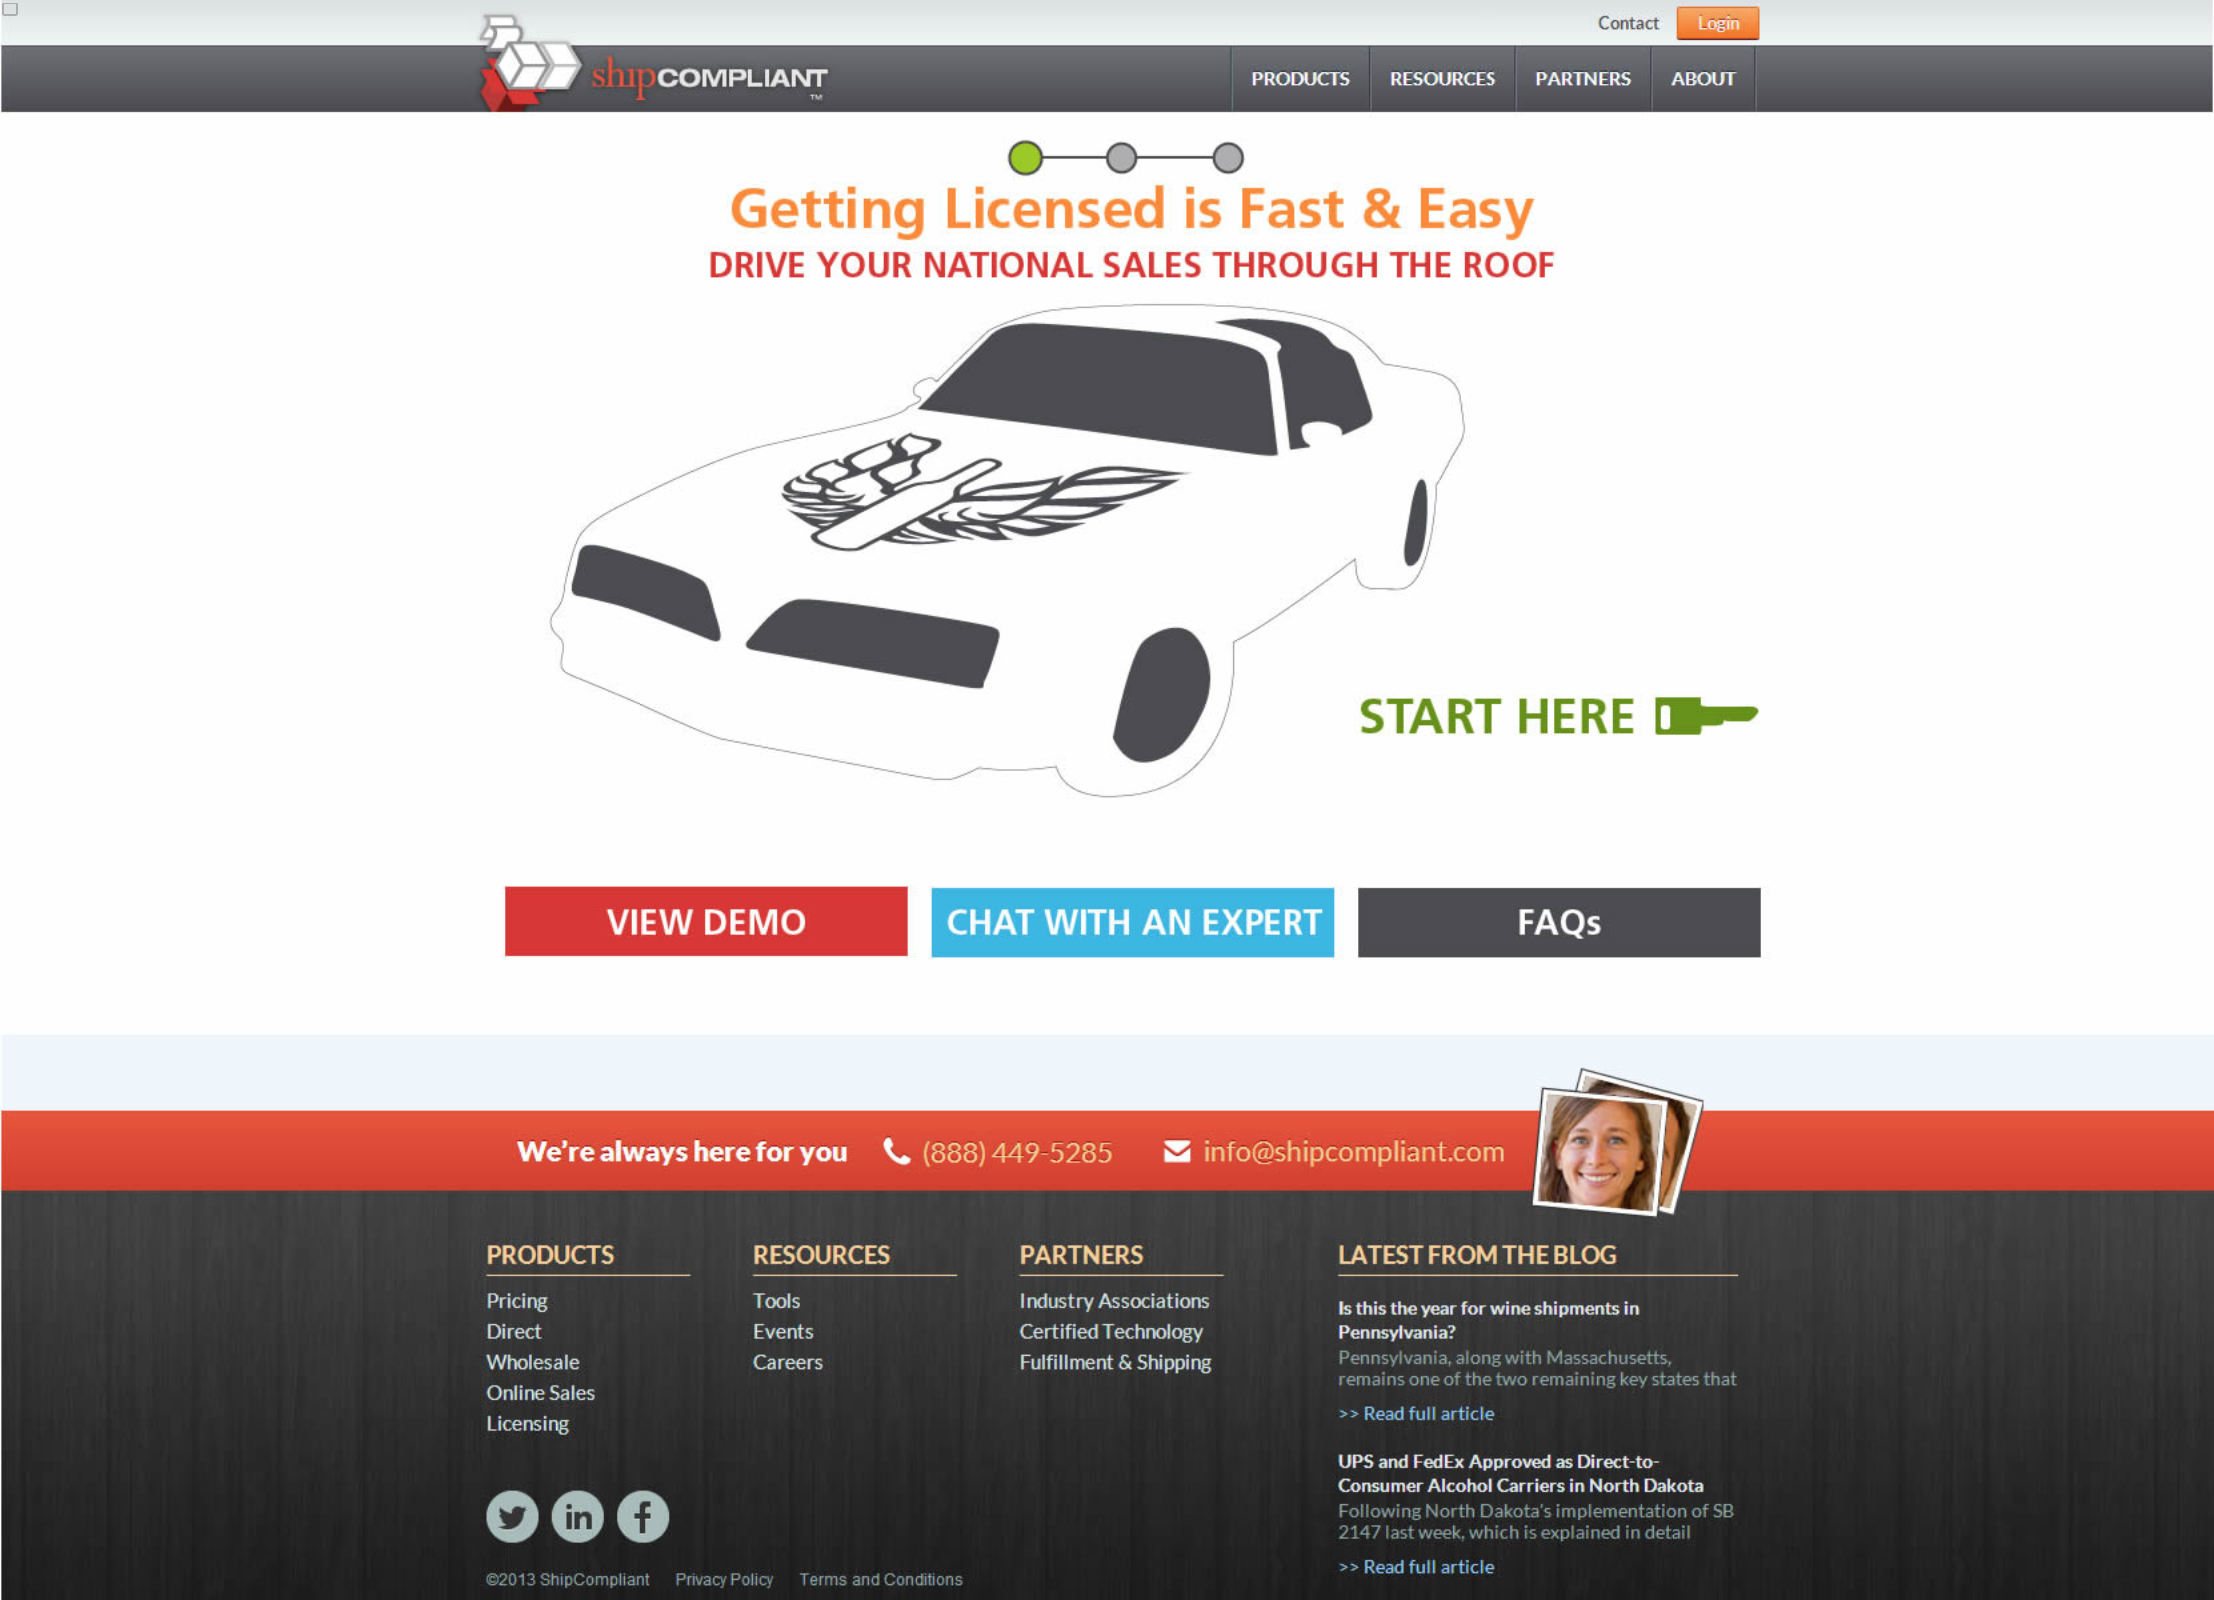 Contact
Login
shipCOMPLIANT
TM
PRODUCTS
RESOURCES
PARTNERS
ABOUT
Getting Licensed is Fast & Easy
DRIVE YOUR NATIONAL SALES THROUGH THE ROOF
START HERE
VIEW DEMO
CHAT WITH AN EXPERT
FAQs
We're always here for you
(888) 449-5285
info@shipcompliant.com
PRODUCTS
Pricing
Direct
Wholesale
Online Sales
Licensing
RESOURCES
Tools
Events
Careers
PARTNERS
Industry Associations
Certified Technology
Fulfillment & Shipping
LATEST FROM THE BLOG
Is this the year for wine shipments in
Pennsylvania?
Pennsylvania, along with Massachusetts,
remains one of the two remaining key states that
>> Read full article
UPS and FedEx Approved as Direct-to-
Consumer Alcohol Carriers in North Dakota
Following North Dakota's implementation of SB
2147 last week, which is explained in detail
>> Read full article
©2013 ShipCompliant
Privacy Policy
Terms and Conditions